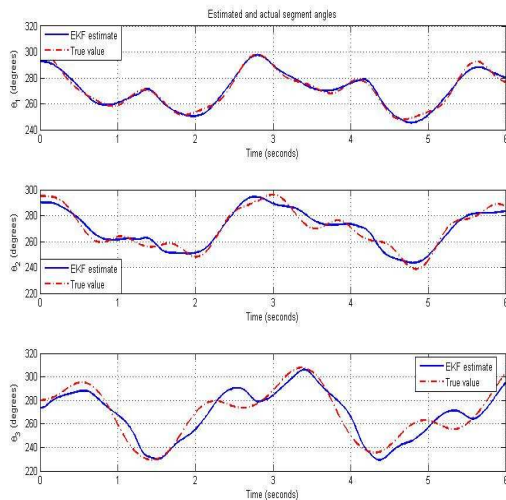 Estimated and actual segment angles
320
300
280
260
240
θ₁ (degrees)
EKF estimate
True value
0 1 2 3 4 5 6
Time (seconds)
300
280
260
240
220
θ₂ (degrees)
EKF estimate
True value
0 1 2 3 4 5 6
Time (seconds)
320
300
280
260
240
220
θ₃ (degrees)
EKF estimate
True value
0 1 2 3 4 5 6
Time (seconds)